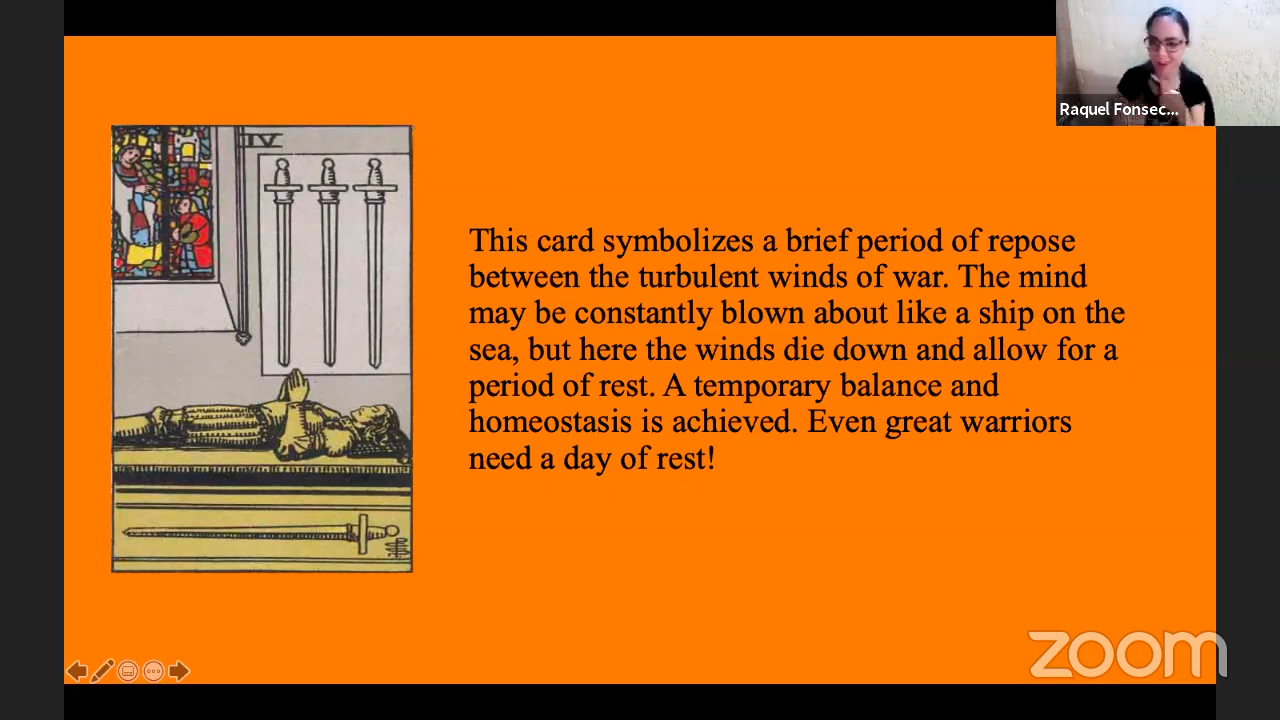 Raquel Fonsec...
IV
This card symbolizes a brief period of repose
between the turbulent winds of war. The mind
may be constantly blown about like a ship on the
sea, but here the winds die down and allow for a
period of rest. A temporary balance and
homeostasis is achieved. Even great warriors
need a day of rest!
zoom